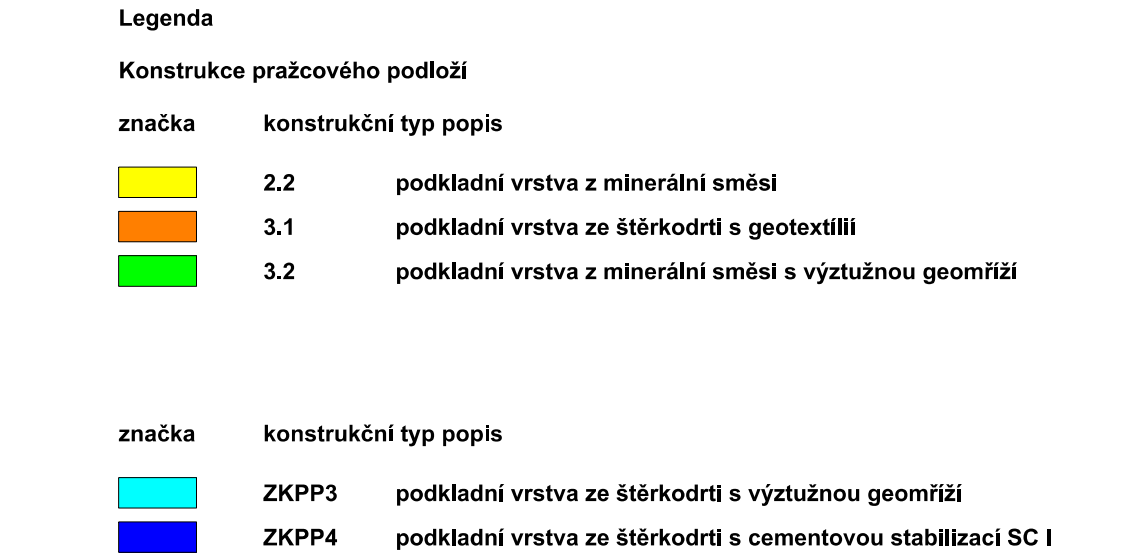 Legenda
Konstrukce pražcového podloží
značka konstrukční typ popis
2.2 podkladní vrstva z minerální směsi
3.1 podkladní vrstva ze štěrkodrti s geotextílií
3.2 podkladní vrstva z minerální směsi s výztužnou geomříží
značka konstrukční typ popis
ZKPP3 podkladní vrstva ze štěrkodrti s výztužnou geomříží
ZKPP4 podkladní vrstva ze štěrkodrti s cementovou stabilizací SC I